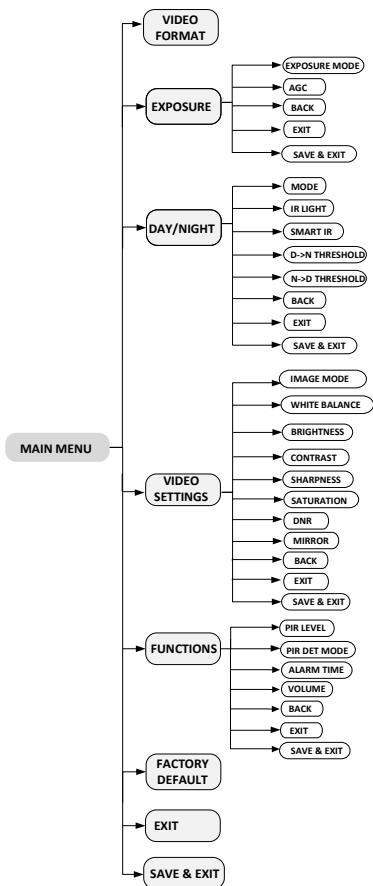 VIDEO
FORMAT
EXPOSURE
EXPOSURE MODE
AGC
BACK
EXIT
SAVE & EXIT
DAY/NIGHT
MODE
IR LIGHT
SMART IR
D->N THRESHOLD
N->D THRESHOLD
BACK
EXIT
SAVE & EXIT
MAIN MENU
VIDEO
SETTINGS
IMAGE MODE
WHITE BALANCE
BRIGHTNESS
CONTRAST
SHARPNESS
SATURATION
DNR
MIRROR
BACK
EXIT
SAVE & EXIT
FUNCTIONS
PIR LEVEL
PIR DET MODE
ALARM TIME
VOLUME
BACK
EXIT
SAVE & EXIT
FACTORY
DEFAULT
EXIT
SAVE & EXIT